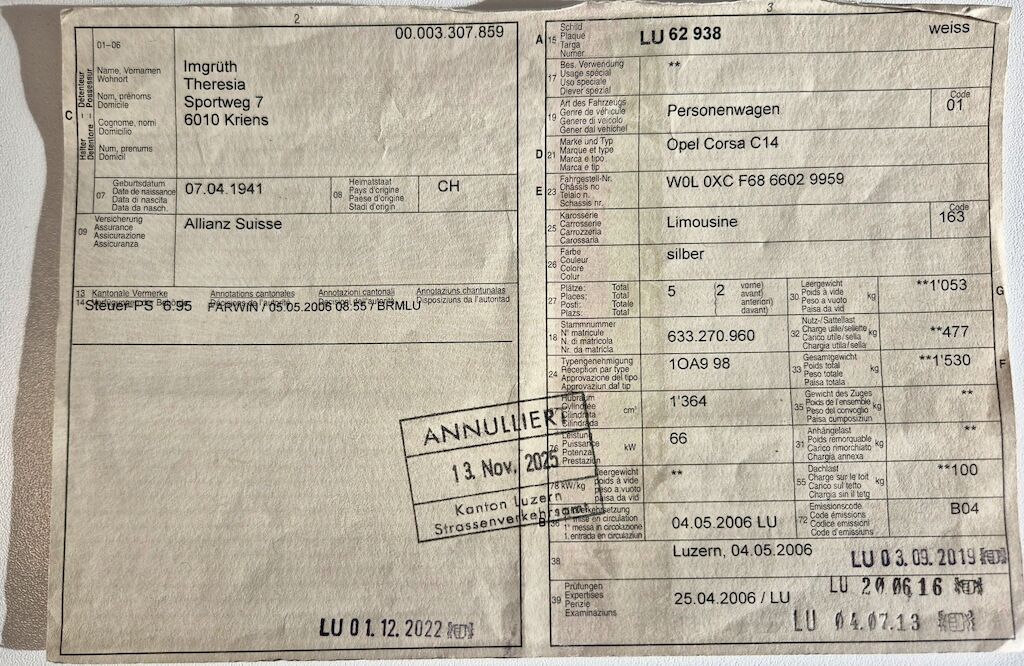 2
00.003.307.859
C
Détenteur
Possessur
Halter
Detentore
01-06
Name, Vornamen
Wohnort
Nom, prénoms
Domicile
Cognome, nomi
Domicilio
Num, prenums
Domicil
Imgrüth
Theresia
Sportweg 7
6010 Kriens
07
Geburtsdatum
Date de naissance
Data di nascita
Data da nasch.
07.04.1941
08
Heimatstaat
Pays d'origine
Paese d'origine
Stadi d'origin
CH
09
Versicherung
Assurance
Assicurazione
Assicuranza
Allianz Suisse
13 Kantonale Vermerke Annotations cantonales Annotazioni cantonali Annotaziuns chantunalas
14
Disposiziuns da l'autoritad
Steuer-PS 6.95 FARWIN / 05.05.2006 08:55 / BRMLU
ANNULLIERT
13. Nov. 2025
Kanton Luzern
Strassenverkehrsamt
LU 01.12.2022
3
A
15
Schild
Plaque
Targa
Numer
LU 62 938
weiss
17
Bes. Verwendung
Usage spécial
Uso speciale
Diever spezial
**
19
Art des Fahrzeugs
Genre de véhicule
Genere di veicolo
Gener dal vehichel
Personenwagen
Code
01
D
21
Marke und Typ
Marque et type
Marca e tipo
Marca e tip
Opel Corsa C14
E
23
Fahrgestell-Nr.
Châssis no
Telaio n.
Schassis nr.
W0L 0XC F68 6602 9959
25
Karosserie
Carrosserie
Carrozzeria
Carossaria
Limousine
Code
163
26
Farbe
Couleur
Colore
Colur
silber
27
Plätze: Total
Places: Total
Posti: Totale
Plazs: Total
5 (2
vorne)
avant)
anteriori)
davant)
30
Leergewicht
Poids à vide
Peso a vuoto
Paisa da vid
kg
**1'053
G
18
Stammnummer
N° matricule
N. di matricola
Nr. da matricla
633.270.960
32
Nutz-/Sattellast
Charge utile/sellette
Carico utile/sella
Chargia utila/sella
kg
**477
24
Typengenehmigung
Réception par type
Approvazione del tipo
Approvaziun dal tip
1OA9 98
33
Gesamtgewicht
Poids total
Peso totale
Paisa totala
kg
**1'530
F
Hubraum
Cylindrée
Cilindrata
Cilindrada
cm³
1'364
35
Gewicht des Zuges
Poids de l'ensemble
Peso del convoglio
Paisa cumposiziun
kg
**
76
Leistung
Puissance
Potenza
Prestaziun
kW
66
31
Anhängelast
Poids remorquable
Carico rimorchiato
Chargia annexa
kg
**
78 kW/kg
Leergewicht
poids à vide
peso a vuoto
paisa da vid
**
55
Dachlast
Charge sur le toit
Carico sul tetto
Chargia sin il tetg
kg
**100
B
36
1° mise en circulation
1° messa in circolazione
1. entrada en circulaziun
04.05.2006 LU
72
Emissionscode
Code émissions
Codice emissioni
Code d'emissiuns
B04
38
Luzern, 04.05.2006
LU 03.09.2019
LU 20.06.16
39
Prüfungen
Expertises
Perizie
Examinaziuns
25.04.2006 / LU
LU 04.07.13